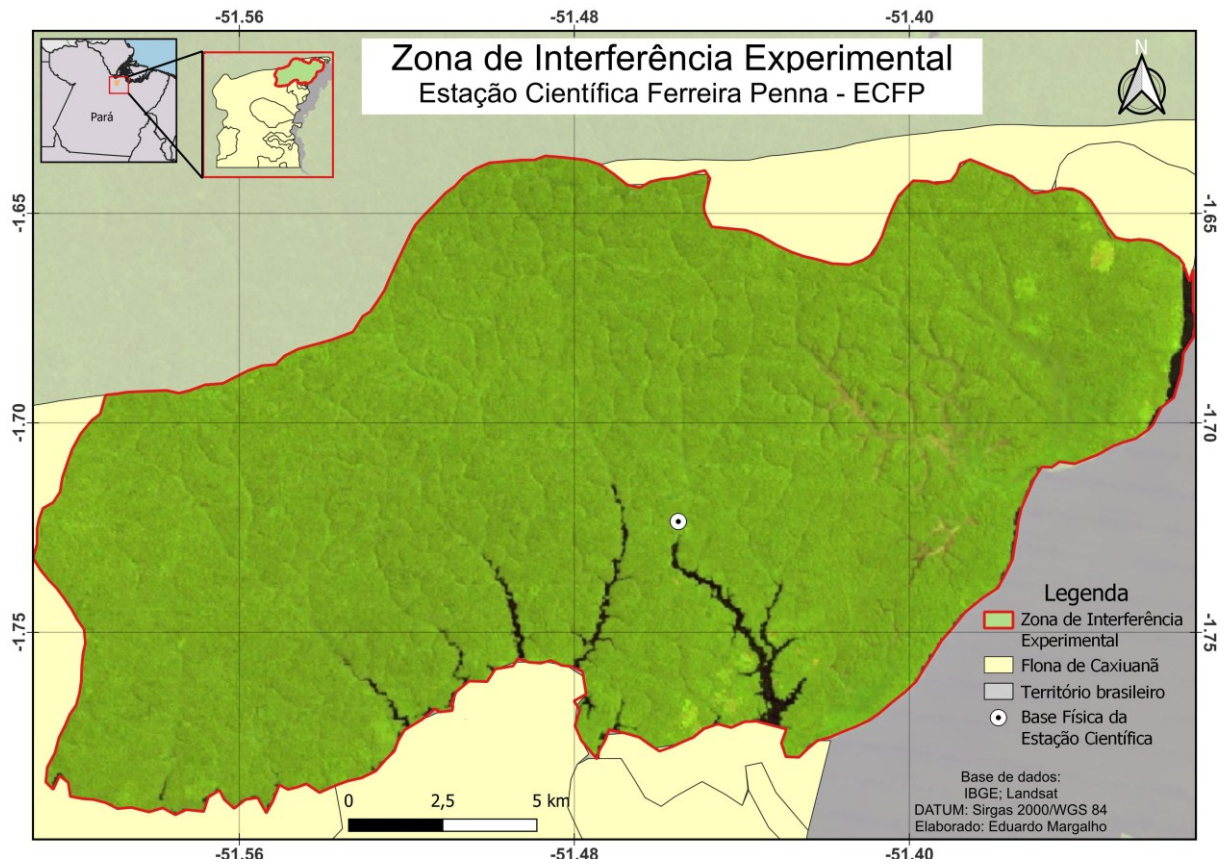 -51.56
-51.48
-51.40
Zona de Interferência Experimental
Estação Científica Ferreira Penna - ECFP
N
Pará
-1.65
-1.65
-1.70
-1.70
-1.75
-1.75
Legenda
Zona de Interferência
Experimental
Flona de Caxiuanã
Território brasileiro
Base Física da
Estação Científica
Base de dados:
IBGE; Landsat
DATUM: Sirgas 2000/WGS 84
Elaborado: Eduardo Margalho
0 2,5 5 km
-51.56
-51.48
-51.40